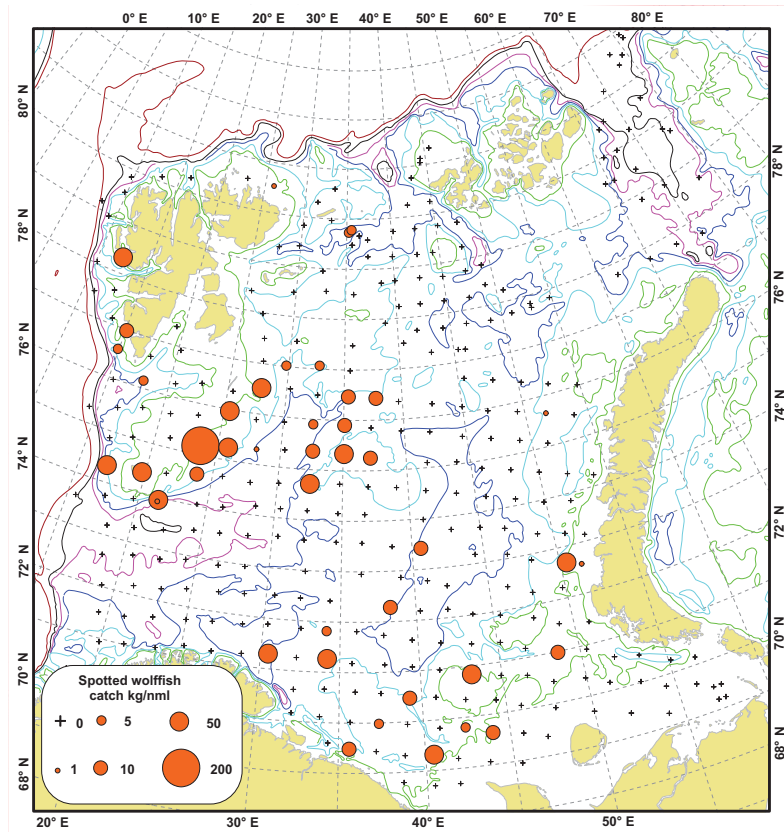 0° E 10° E 20° E 30° E 40° E 50° E 60° E 70° E 80° E
80° N
78° N
76° N
74° N
72° N
70° N
68° N
78° N
76° N
74° N
72° N
70° N
68° N
Spotted wolffish
catch kg/nml
0 5 50
1 10 200
20° E 30° E 40° E 50° E